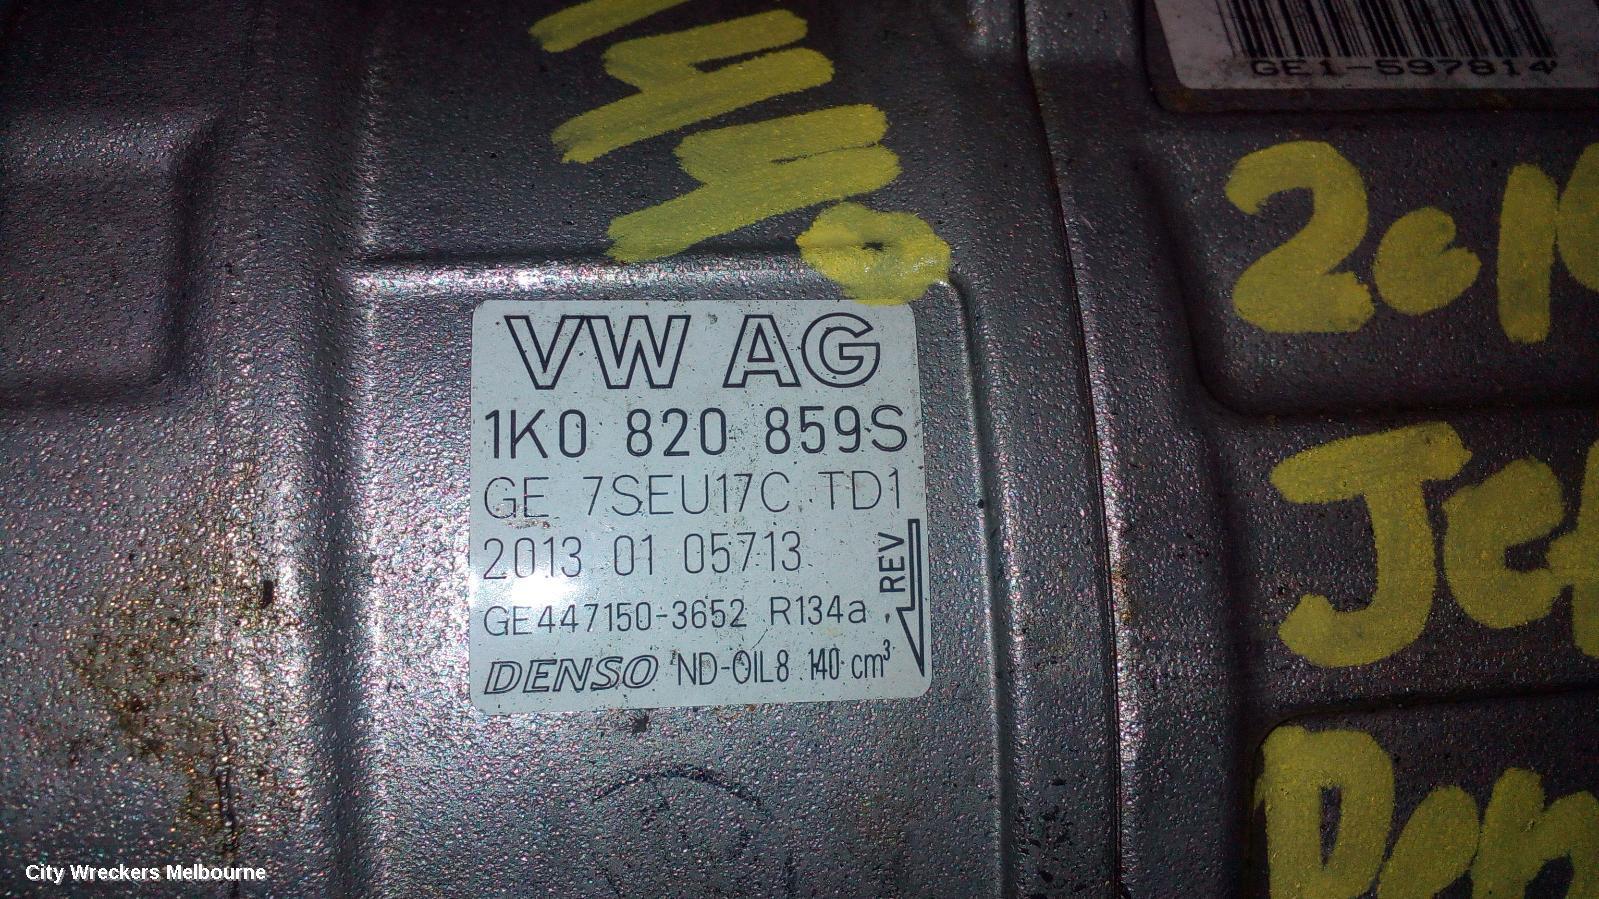 GE1-597814
VW AG
1K0 820 859S
GE 7SEU17C TD1
2013 01 05713
REV
GE447150-3652 R134a
DENSO ND-OIL8 140 cm³
City Wreckers Melbourne